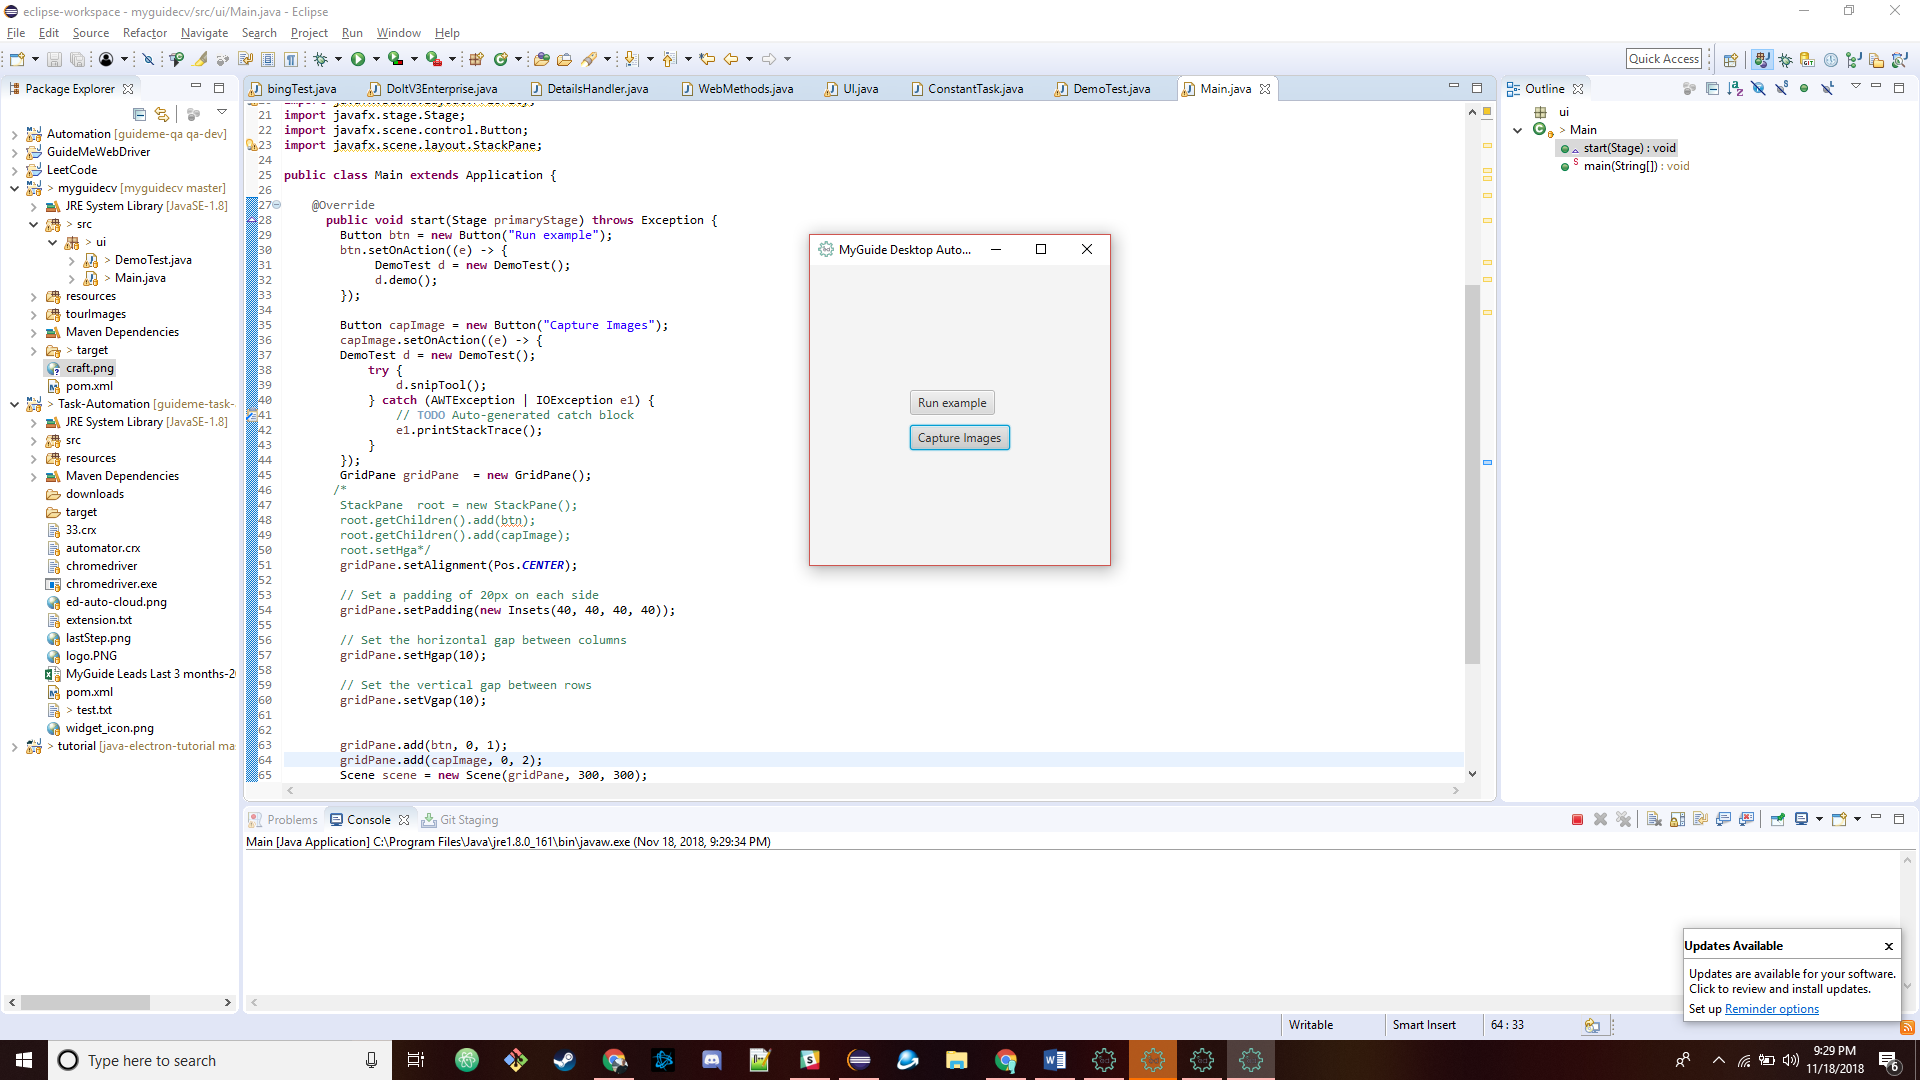 eclipse-workspace - myguidecv/src/ui/Main.java - Eclipse
File Edit Source Refactor Navigate Search Project Run Window Help
Quick Access
Package Explorer
Automation [guideme-qa qa-dev]
GuideMeWebDriver
LeetCode
> myguidecv [myguidecv master]
JRE System Library [JavaSE-1.8]
> src
> ui
> DemoTest.java
> Main.java
resources
tourImages
Maven Dependencies
> target
craft.png
pom.xml
> Task-Automation [guideme-task-
JRE System Library [JavaSE-1.8]
src
resources
Maven Dependencies
downloads
target
33.crx
automator.crx
chromedriver
chromedriver.exe
ed-auto-cloud.png
extension.txt
lastStep.png
logo.PNG
MyGuide Leads Last 3 months-2
pom.xml
> test.txt
widget_icon.png
> tutorial [java-electron-tutorial ma
bingTest.java DoItV3Enterprise.java DetailsHandler.java WebMethods.java UI.java ConstantTask.java DemoTest.java Main.java
21 import javafx.stage.Stage;
22 import javafx.scene.control.Button;
23 import javafx.scene.layout.StackPane;
24
25 public class Main extends Application {
26
27 @Override
28 public void start(Stage primaryStage) throws Exception {
29 Button btn = new Button("Run example");
30 btn.setOnAction((e) -> {
31 DemoTest d = new DemoTest();
32 d.demo();
33 });
34
35 Button capImage = new Button("Capture Images");
36 capImage.setOnAction((e) -> {
37 DemoTest d = new DemoTest();
38 try {
39 d.snipTool();
40 } catch (AWTException | IOException e1) {
41 // TODO Auto-generated catch block
42 e1.printStackTrace();
43 }
44 });
45 GridPane gridPane = new GridPane();
46 /*
47 StackPane root = new StackPane();
48 root.getChildren().add(btn);
49 root.getChildren().add(capImage);
50 root.setHga*/
51 gridPane.setAlignment(Pos.CENTER);
52
53 // Set a padding of 20px on each side
54 gridPane.setPadding(new Insets(40, 40, 40, 40));
55
56 // Set the horizontal gap between columns
57 gridPane.setHgap(10);
58
59 // Set the vertical gap between rows
60 gridPane.setVgap(10);
61
62
63 gridPane.add(btn, 0, 1);
64 gridPane.add(capImage, 0, 2);
65 Scene scene = new Scene(gridPane, 300, 300);
MyGuide Desktop Auto...
Run example
Capture Images
Outline
ui
> Main
start(Stage) : void
main(String[]) : void
Problems Console Git Staging
Main [Java Application] C:\Program Files\Java\jre1.8.0_161\bin\javaw.exe (Nov 18, 2018, 9:29:34 PM)
Updates Available
Updates are available for your software.
Click to review and install updates.
Set up Reminder options
Writable Smart Insert 64 : 33
Type here to search
9:29 PM
11/18/2018
6